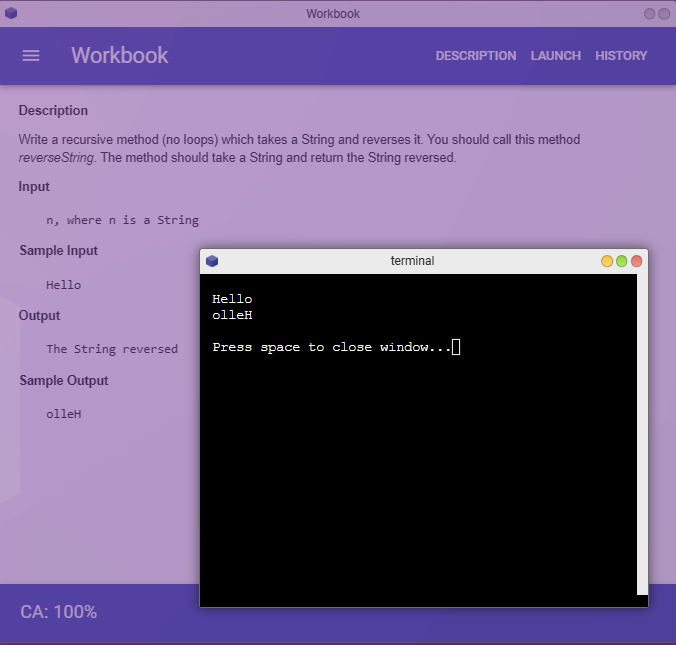 Workbook
Workbook
DESCRIPTION LAUNCH HISTORY
Description
Write a recursive method (no loops) which takes a String and reverses it. You should call this method
reverseString. The method should take a String and return the String reversed.
Input
n, where n is a String
Sample Input
Hello
Output
The String reversed
Sample Output
olleH
terminal
Hello
olleH
Press space to close window...
CA: 100%